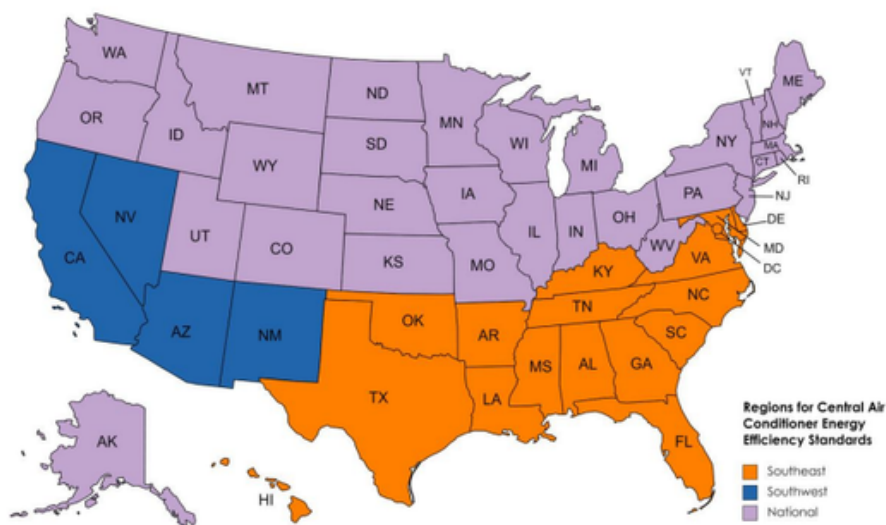 WA
MT
ND
MN
VT
ME
OR
ID
SD
WI
MI
NY
NH
MA
CT
RI
WY
IA
PA
NJ
NV
UT
NE
IL
IN
OH
DE
CA
CO
KS
MO
WV
VA
MD
DC
KY
AZ
NM
OK
AR
TN
NC
SC
TX
LA
MS
AL
GA
FL
AK
HI
Regions for Central Air
Conditioner Energy
Efficiency Standards
Southeast
Southwest
National